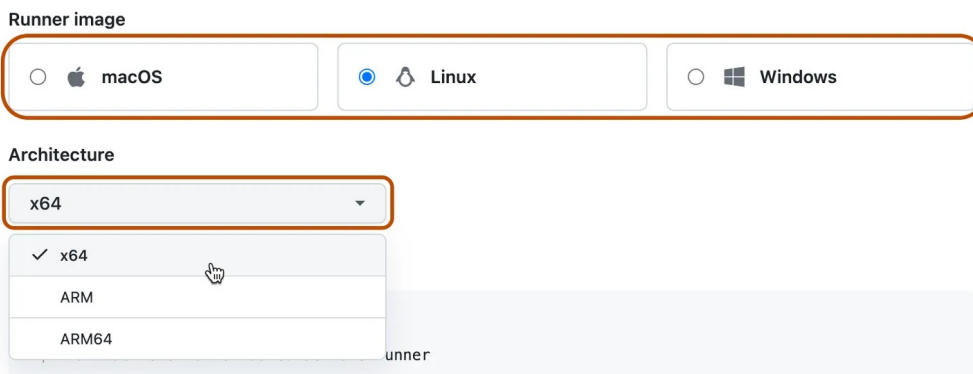 Runner image
macOS Linux Windows
Architecture
x64
x64
ARM
ARM64
unner